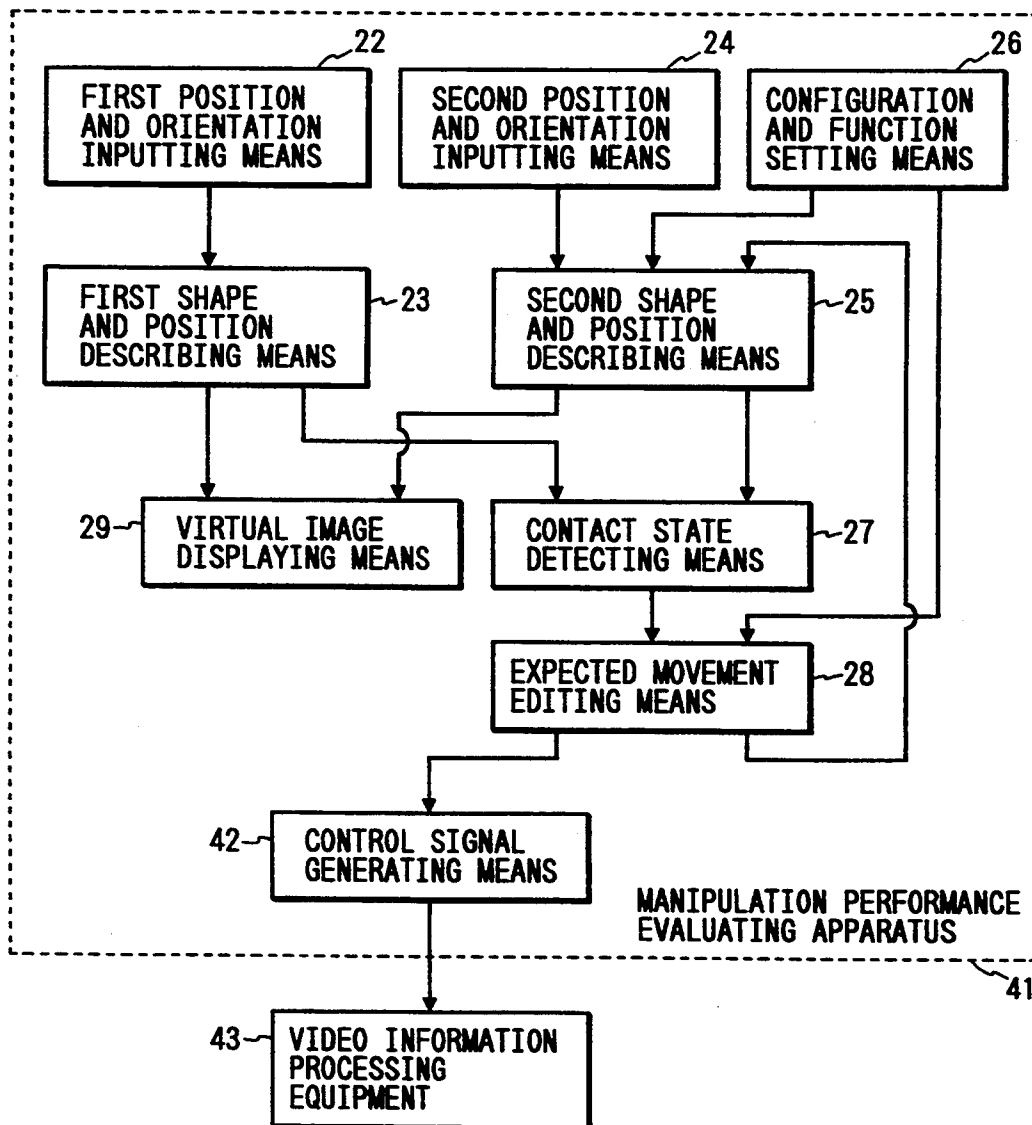 22
24
26
FIRST POSITION
AND ORIENTATION
INPUTTING MEANS
SECOND POSITION
AND ORIENTATION
INPUTTING MEANS
CONFIGURATION
AND FUNCTION
SETTING MEANS
FIRST SHAPE
AND POSITION
DESCRIBING MEANS
23
SECOND SHAPE
AND POSITION
DESCRIBING MEANS
25
29
VIRTUAL IMAGE
DISPLAYING MEANS
CONTACT STATE
DETECTING MEANS
27
EXPECTED MOVEMENT
EDITING MEANS
28
42
CONTROL SIGNAL
GENERATING MEANS
MANIPULATION PERFORMANCE
EVALUATING APPARATUS
41
43
VIDEO INFORMATION
PROCESSING
EQUIPMENT